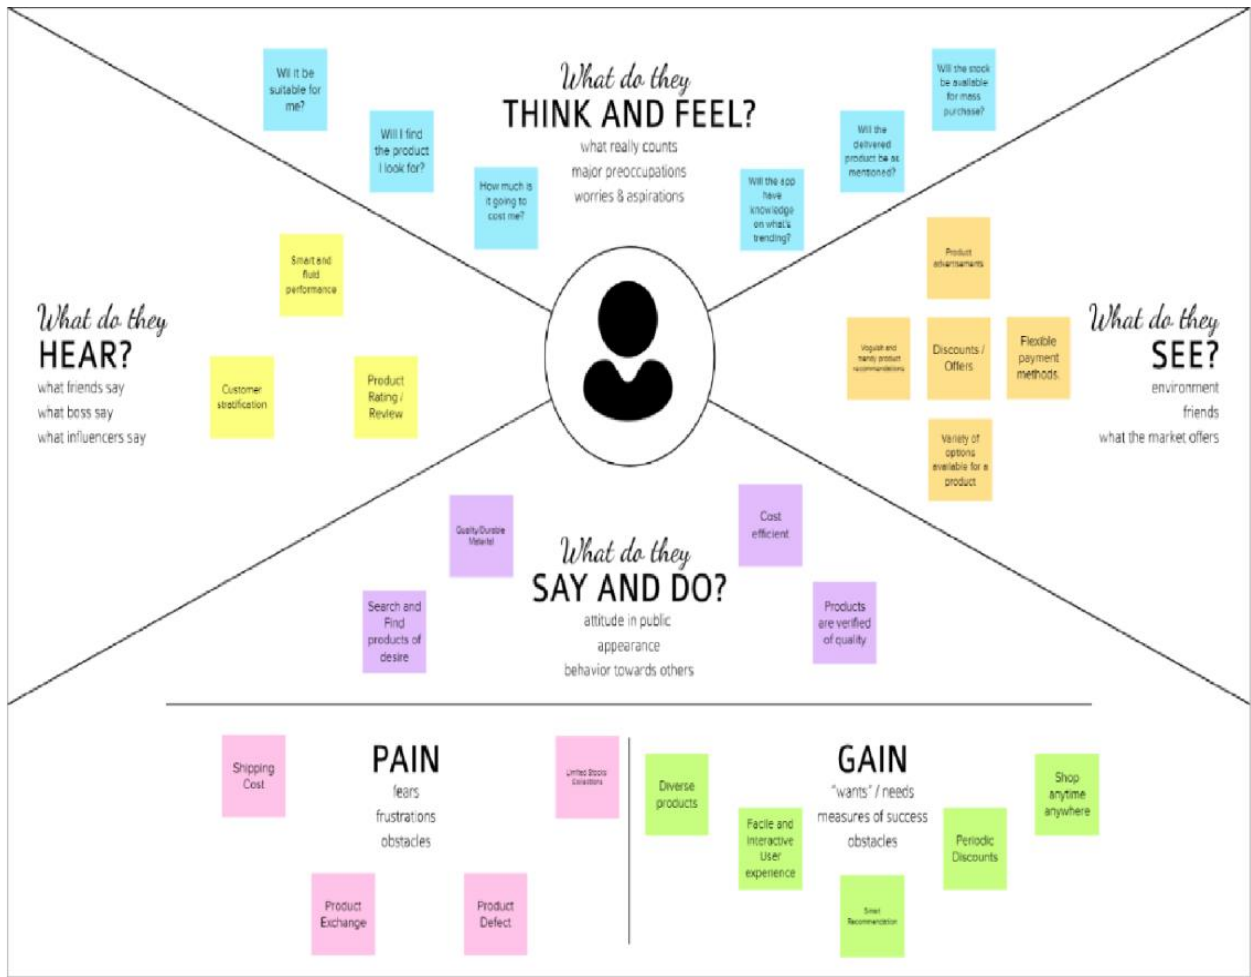 What do they
THINK AND FEEL?
what really counts
major preoccupations
worries & aspirations
Wil it be
suitable for
me?
Will I find
the product
I look for?
How much is
it going to
cost me?
Will the app
have
knowledge
on what's
trending?
Will the
delivered
product be as
mentioned?
Will the stock
be available
for mass
purchase?
What do they
HEAR?
what friends say
what boss say
what influencers say
Smart and
fluid
performance
Customer
stratification
Product
Rating /
Review
What do they
SEE?
environment
friends
what the market offers
Product
advertisements
Voguish and
trendy product
recommendations
Discounts /
Offers
Flexible
payment
methods.
Variety of
options
available for a
product
What do they
SAY AND DO?
attitude in public
appearance
behavior towards others
Quality/Durable
Material
Search and
Find
products of
desire
Cost
efficient
Products
are verified
of quality
PAIN
fears
frustrations
obstacles
Shipping
Cost
Limited Stocks
Product
Exchange
Product
Defect
GAIN
"wants" / needs
measures of success
obstacles
Diverse
products
Facile and
Interactive
User
experience
Smart
Recommendation
Periodic
Discounts
Shop
anytime
anywhere